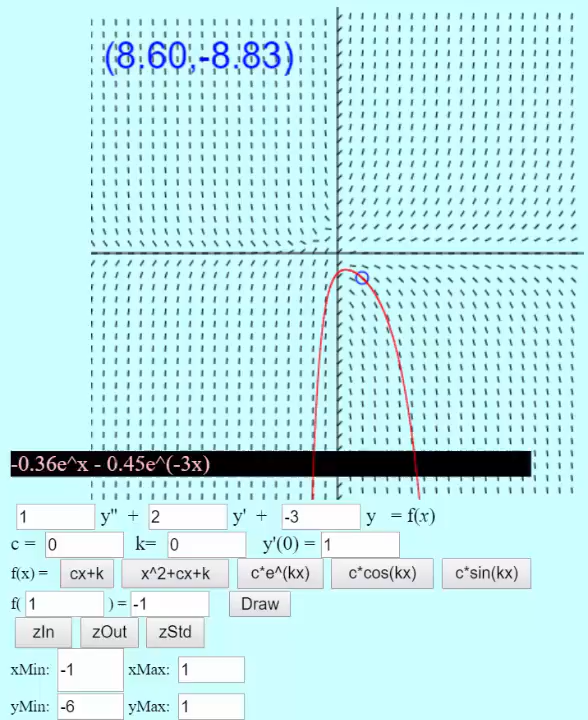 (8.60,-8.83)
-0.36e^x - 0.45e^(-3x)
1 y" + 2 y' + -3 y = f(x)
c = 0 k= 0 y'(0) = 1
f(x) = cx+k x^2+cx+k c*e^(kx) c*cos(kx) c*sin(kx)
f( 1 ) = -1 Draw
zIn zOut zStd
xMin: -1 xMax: 1
yMin: -6 yMax: 1